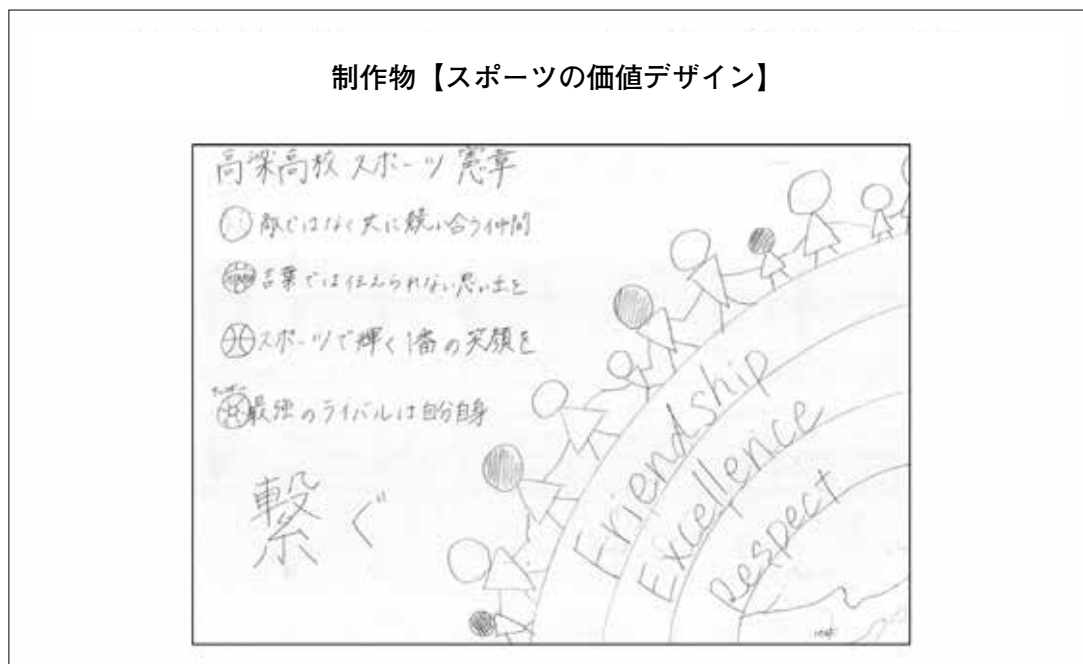 制作物【スポーツの価値デザイン】
高深高校 スポーツ 憲章
敵ではなく共に競い合う仲間
言葉では伝えられない思いを
スポーツで輝く1番の笑顔を
最強のライバルは自分自身
繋ぐ
Friendship
Excellence
Respect